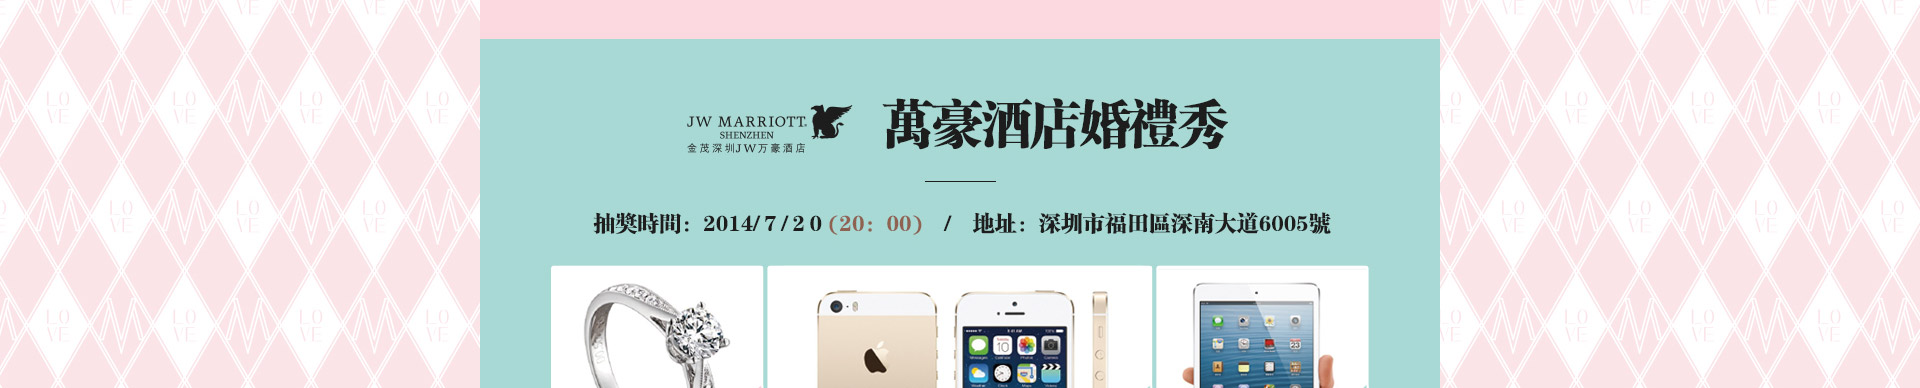 JW MARRIOTT.
SHENZHEN
金茂深圳JW万豪酒店
萬豪酒店婚禮秀
抽獎時間：2014/7/20(20：00) / 地址：深圳市福田區深南大道6005號
LO
VE